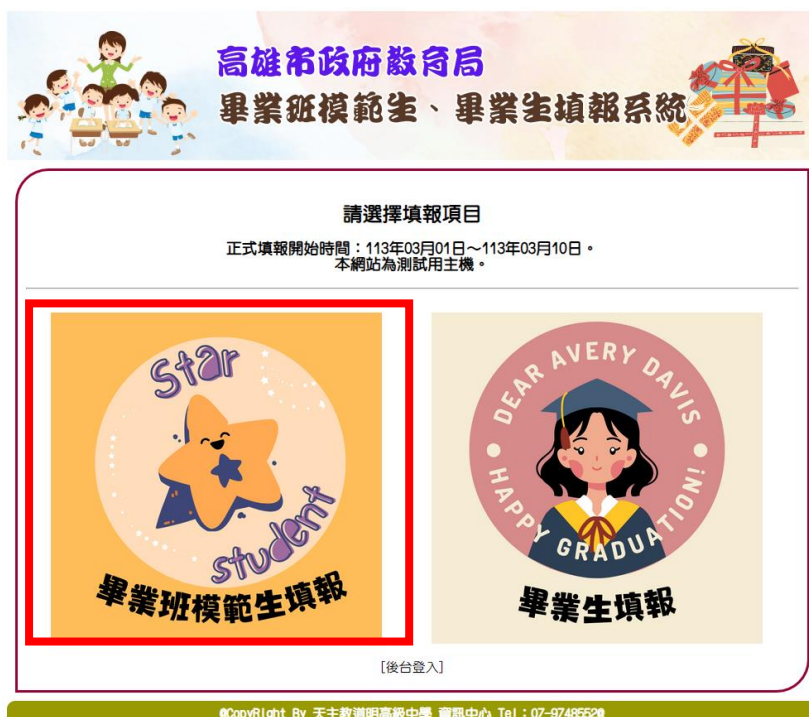 高雄市政府教育局
畢業班模範生、畢業生填報系統
請選擇填報項目
正式填報開始時間：113年03月01日～113年03月10日。
本網站為測試用主機。
Star
student
畢業班模範生填報
DEAR AVERY DAVIS
HAPPY GRADUATION!
畢業生填報
[後台登入]
@CopyRight By 天主教道明高級中學 資訊中心 Tel：07-9748552@